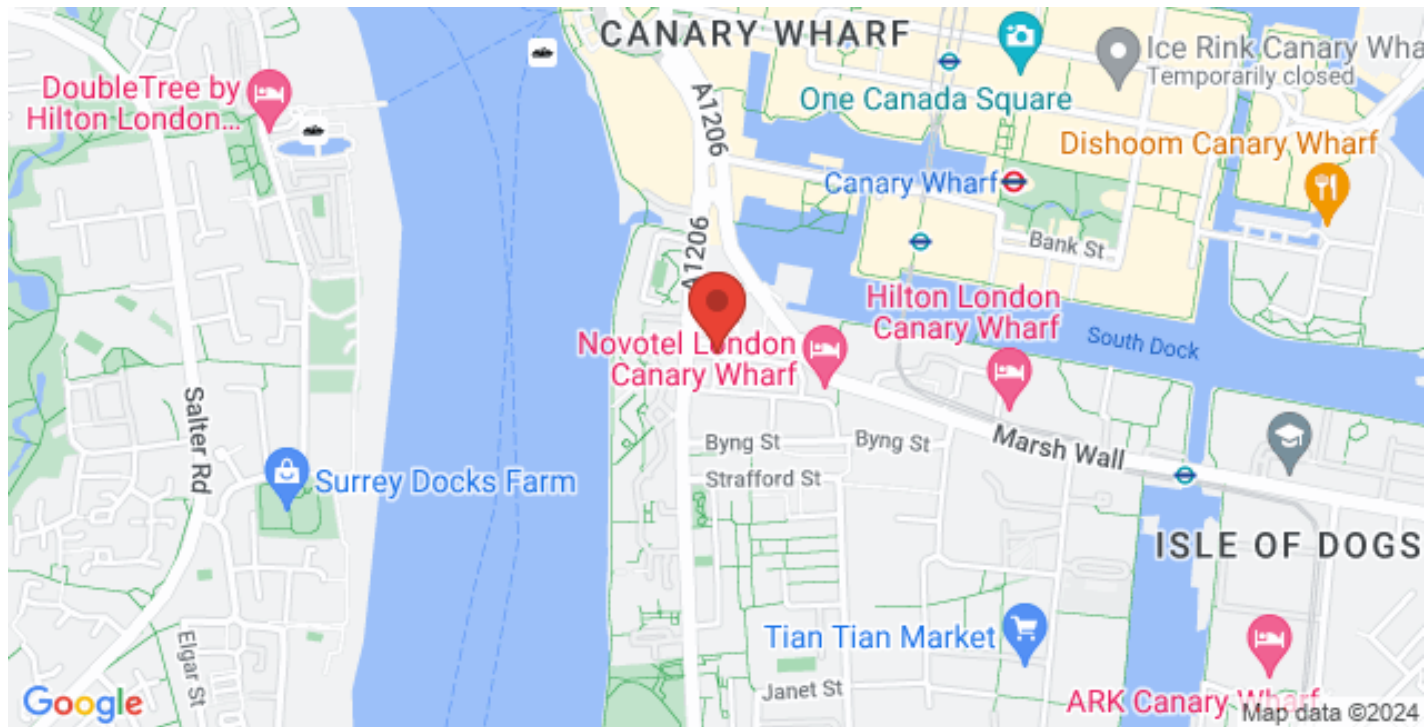 CANARY WHARF
Ice Rink Canary Wha
Temporarily closed
DoubleTree by
Hilton London...
A1206
One Canada Square
Dishoom Canary Wharf
Canary Wharf
A1206
Bank St
Hilton London
Canary Wharf
Novotel London
Canary Wharf
South Dock
Salter Rd
Byng St
Byng St
Marsh Wall
Strafford St
Surrey Docks Farm
ISLE OF DOGS
Tian Tian Market
Elgar St
Janet St
ARK Canary Wharf
Google
Map data ©2024